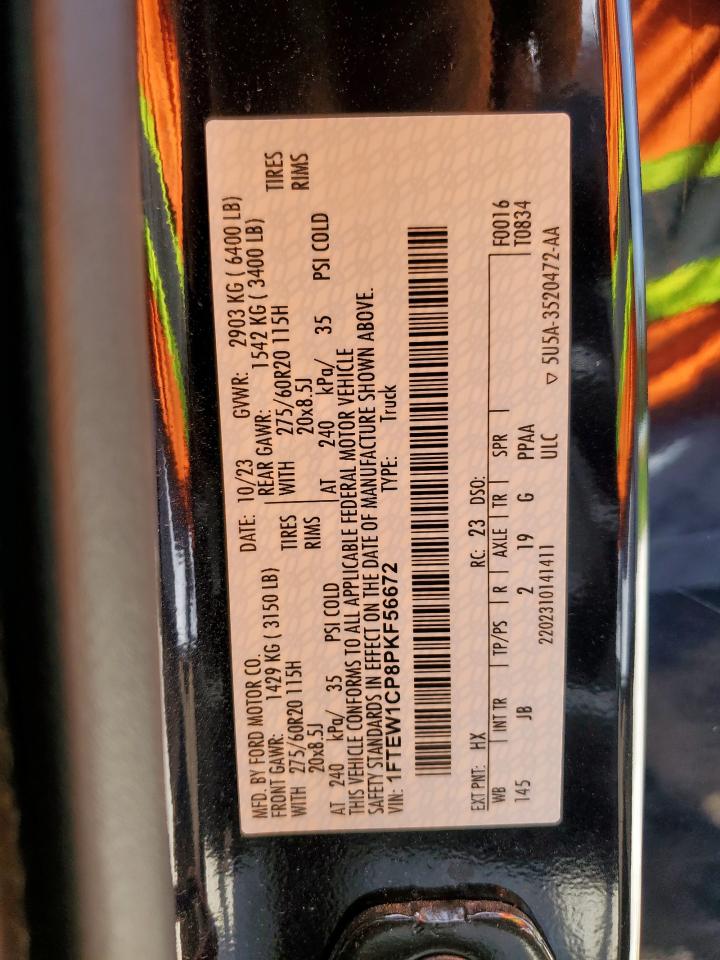 MFD. BY FORD MOTOR CO.
DATE: 10/23 GVWR: 2903 KG ( 6400 LB)
FRONT GAWR: 1429 KG ( 3150 LB) REAR GAWR: 1542 KG ( 3400 LB)
WITH 275/60R20 115H TIRES WITH 275/60R20 115H TIRES
20x8.5J RIMS 20x8.5J RIMS
AT 240 kPa/ 35 PSI COLD AT 240 kPa/ 35 PSI COLD
THIS VEHICLE CONFORMS TO ALL APPLICABLE FEDERAL MOTOR VEHICLE
SAFETY STANDARDS IN EFFECT ON THE DATE OF MANUFACTURE SHOWN ABOVE.
VIN: 1FTEW1CP8PKF56672 TYPE: Truck
EXT PNT: HX RC: 23 DSO:
WB INT TR TP/PS R AXLE TR SPR F0016
145 JB 2 19 G PPAA T0834
2202310141411 ULC ▽ 5U5A-3520472-AA